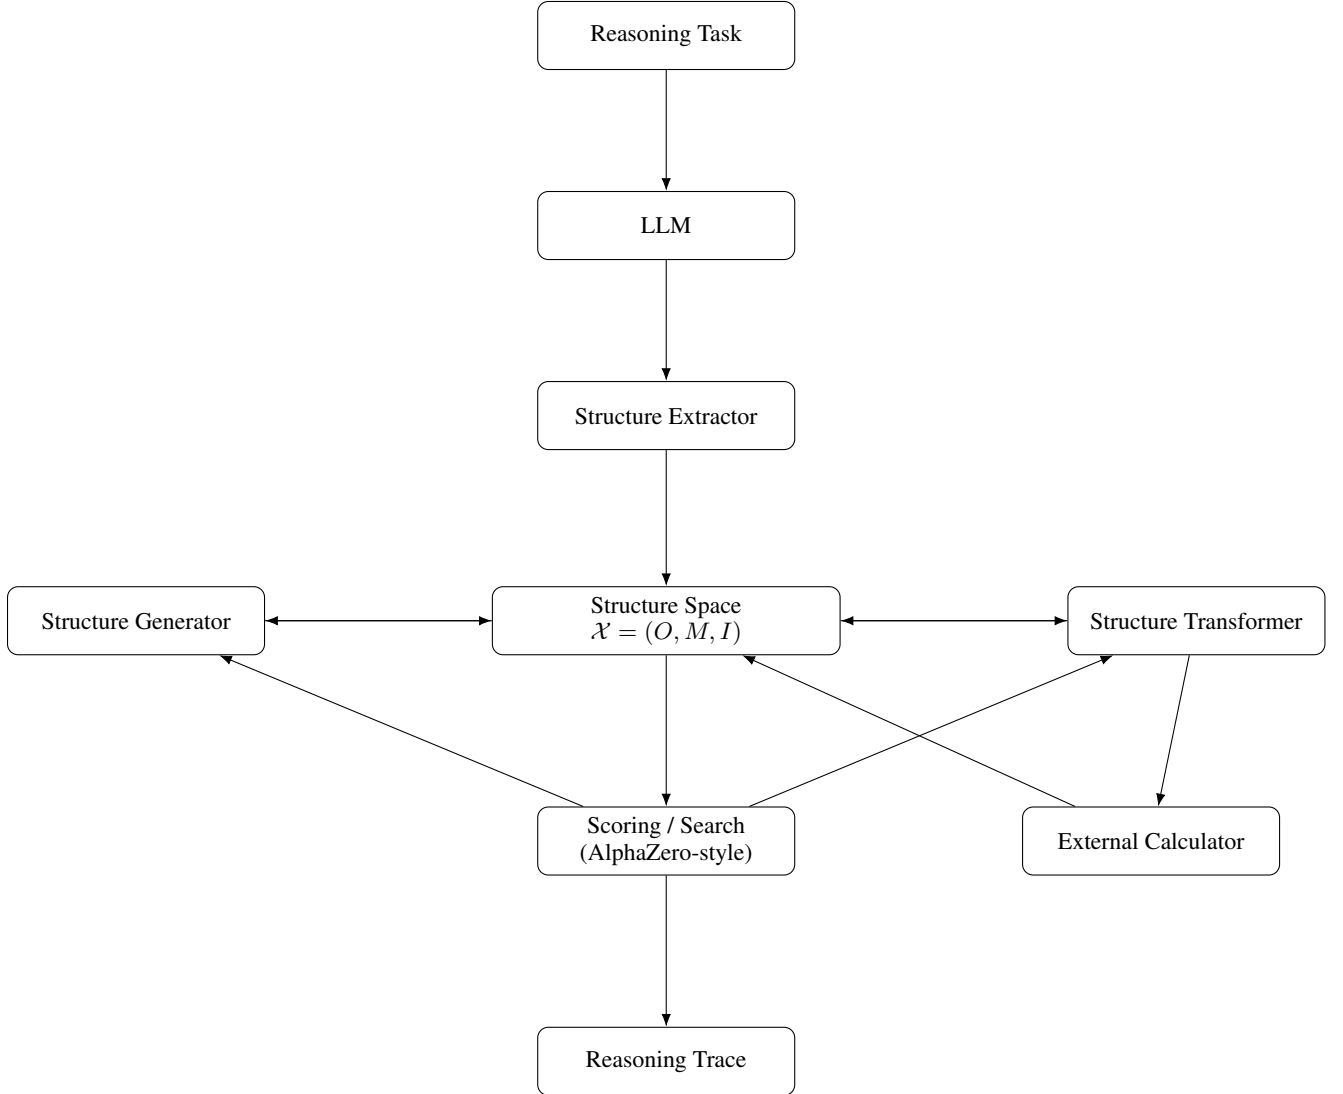 Reasoning Task
LLM
Structure Extractor
Structure Generator
Structure Space
𝒳 = (O, M, I)
Structure Transformer
Scoring / Search
(AlphaZero-style)
External Calculator
Reasoning Trace